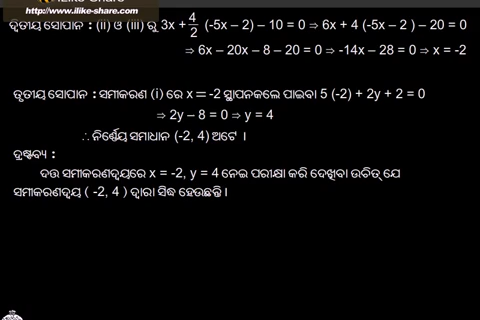 http://www.ilike-share.com
ଦ୍ଵିତୀୟ ସୋପାନ : (ii) ଓ (iii) ରୁ 3x + 4/2 (-5x – 2) – 10 = 0 ⇒ 6x + 4 (-5x – 2 ) – 20 = 0
⇒ 6x – 20x – 8 – 20 = 0 ⇒ -14x – 28 = 0 ⇒ x = -2
ତୃତୀୟ ସୋପାନ : ସମୀକରଣ (i) ରେ x = -2 ସ୍ଥାପନକଲେ ପାଇବା 5 (-2) + 2y + 2 = 0
⇒ 2y – 8 = 0 ⇒ y = 4
∴ ନିର୍ଣ୍ଣେୟ ସମାଧାନ (-2, 4) ଅଟେ ।
ଦ୍ରଷ୍ଟବ୍ୟ :
ଦତ୍ତ ସମୀକରଣଦ୍ଵୟରେ x = -2, y = 4 ନେଇ ପରୀକ୍ଷା କରି ଦେଖିବା ଉଚିତ୍ ଯେ
ସମୀକରଣଦ୍ଵୟ ( -2, 4 ) ଦ୍ଵାରା ସିଦ୍ଧ ହେଉଛନ୍ତି ।